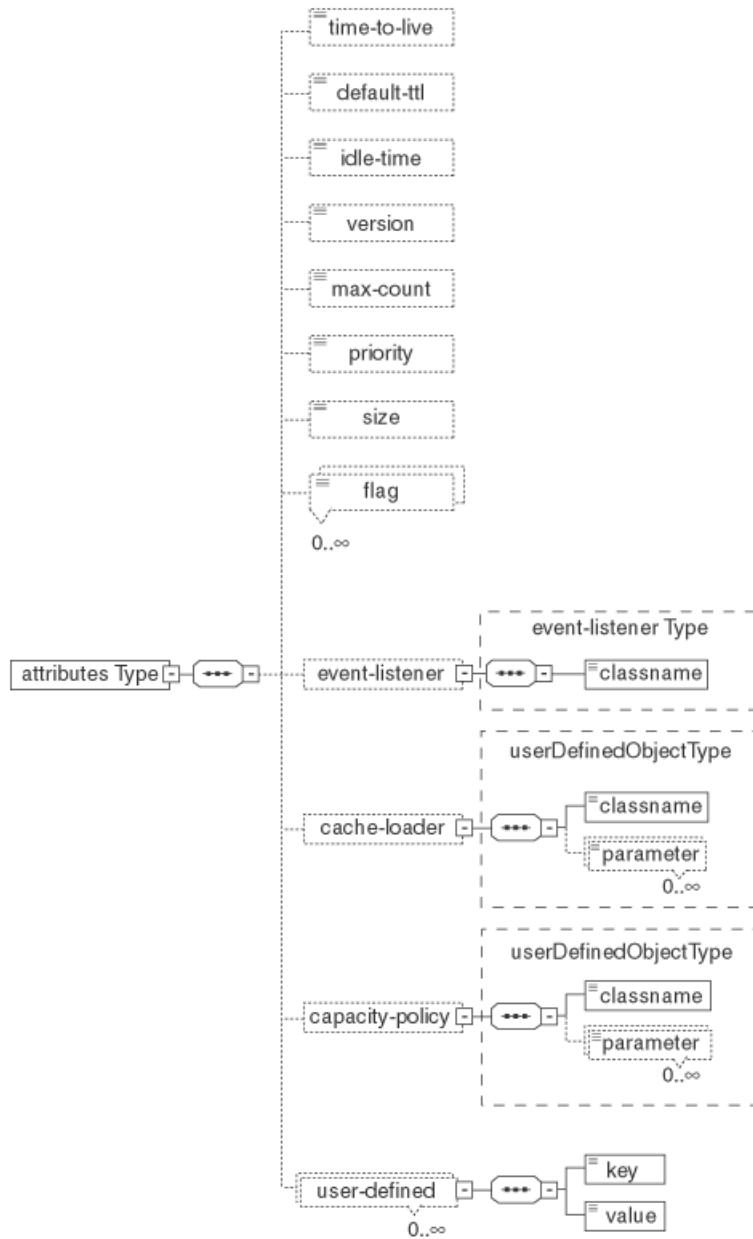 time-to-live
default-ttl
idle-time
version
max-count
priority
size
flag
0..∞
event-listener Type
attributes Type
event-listener
classname
userDefinedObjectType
classname
cache-loader
parameter
0..∞
userDefinedObjectType
classname
capacity-policy
parameter
0..∞
key
user-defined
value
0..∞